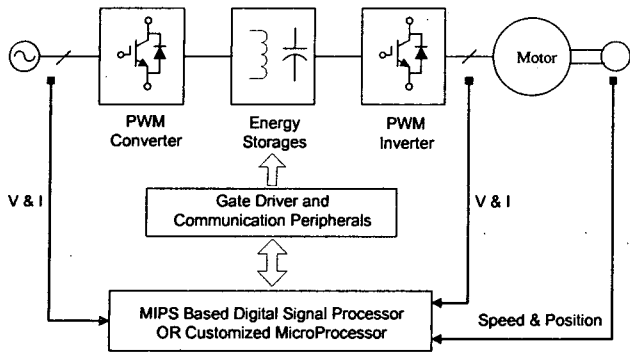 Motor
PWM
Converter
Energy
Storages
PWM
Inverter
V & I
Gate Driver and
Communication Peripherals
V & I
MIPS Based Digital Signal Processor
OR Customized MicroProcessor
Speed & Position